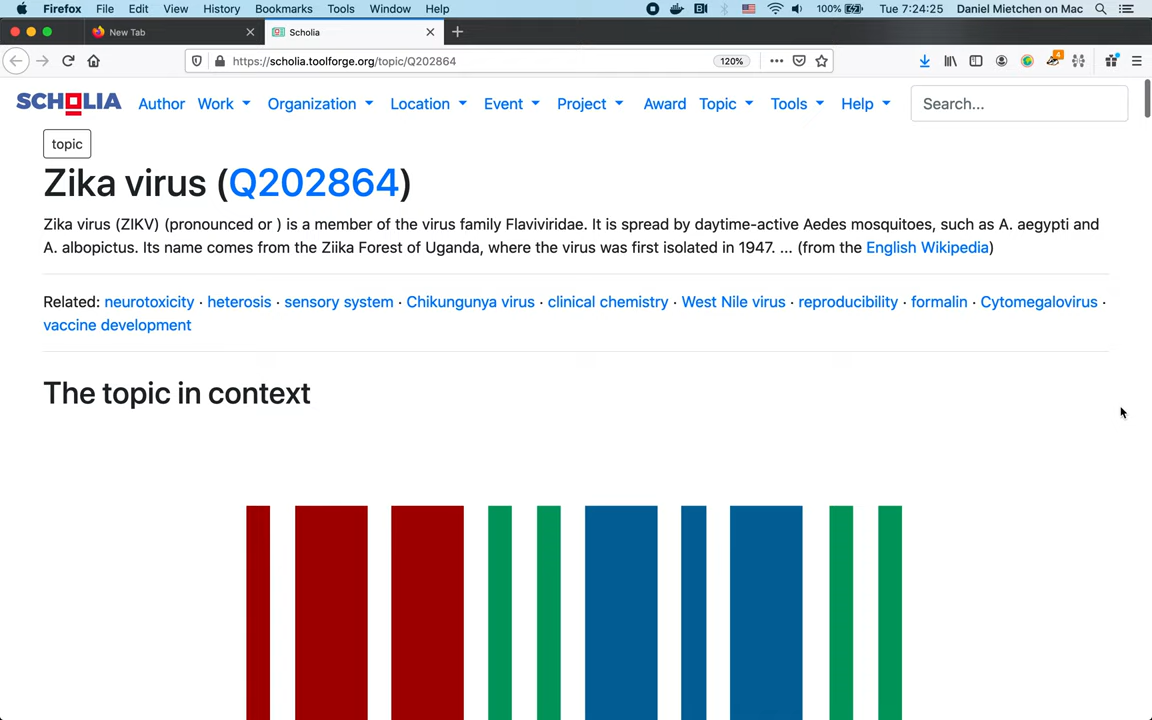 Firefox File Edit View History Bookmarks Tools Window Help 100% Tue 7:24:25 Daniel Mietchen on Mac
New Tab Scholia
https://scholia.toolforge.org/topic/Q202864 120% 4
SCHOLIA Author Work Organization Location Event Project Award Topic Tools Help Search...
topic
Zika virus (Q202864)
Zika virus (ZIKV) (pronounced or ) is a member of the virus family Flaviviridae. It is spread by daytime-active Aedes mosquitoes, such as A. aegypti and
A. albopictus. Its name comes from the Ziika Forest of Uganda, where the virus was first isolated in 1947. ... (from the English Wikipedia)
Related: neurotoxicity · heterosis · sensory system · Chikungunya virus · clinical chemistry · West Nile virus · reproducibility · formalin · Cytomegalovirus ·
vaccine development
The topic in context